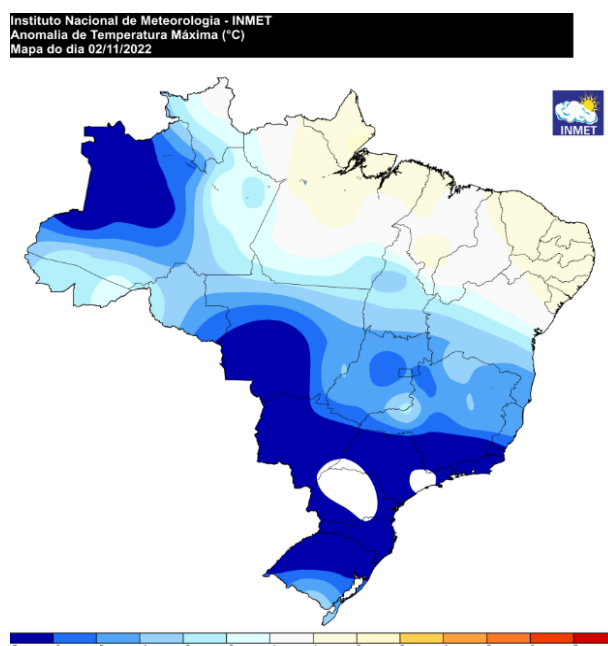 Instituto Nacional de Meteorologia - INMET
Anomalia de Temperatura Máxima (°C)
Mapa do dia 02/11/2022
INMET